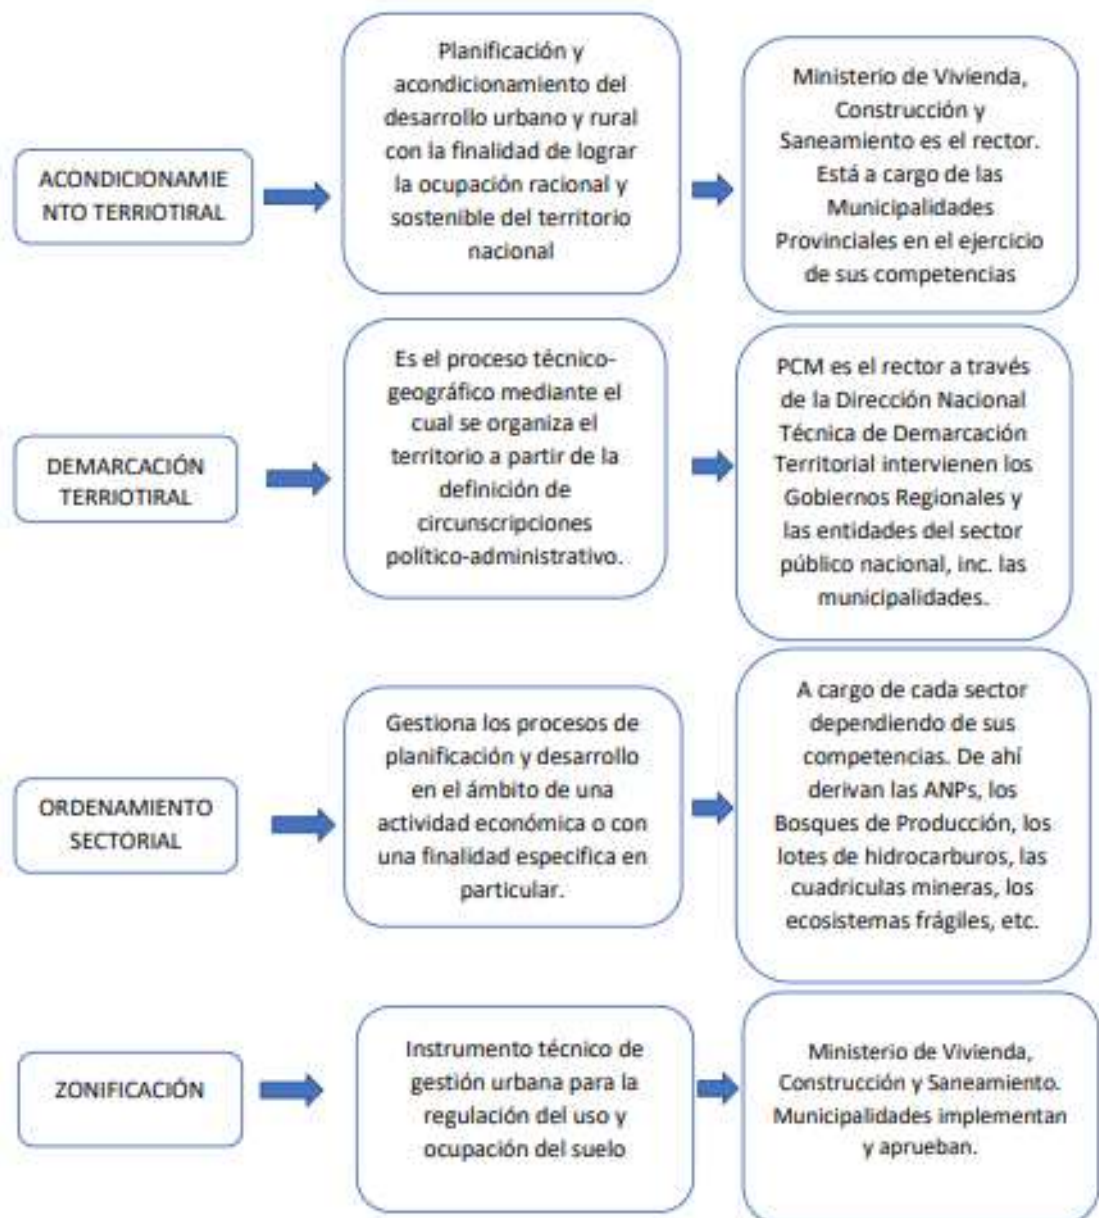 ACONDICIONAMIE
NTO TERRIOTIRAL
Planificación y
acondicionamiento del
desarrollo urbano y rural
con la finalidad de lograr
la ocupación racional y
sostenible del territorio
nacional
Ministerio de Vivienda,
Construcción y
Saneamiento es el rector.
Está a cargo de las
Municipalidades
Provinciales en el ejercicio
de sus competencias
DEMARCACIÓN
TERRIOTIRAL
Es el proceso técnico-
geográfico mediante el
cual se organiza el
territorio a partir de la
definición de
circunscripciones
político-administrativo.
PCM es el rector a través
de la Dirección Nacional
Técnica de Demarcación
Territorial intervienen los
Gobiernos Regionales y
las entidades del sector
público nacional, inc. las
municipalidades.
ORDENAMIENTO
SECTORIAL
Gestiona los procesos de
planificación y desarrollo
en el ámbito de una
actividad económica o con
una finalidad específica en
particular.
A cargo de cada sector
dependiendo de sus
competencias. De ahí
derivan las ANPs, los
Bosques de Producción, los
lotes de hidrocarburos, las
cuadriculas mineras, los
ecosistemas frágiles, etc.
ZONIFICACIÓN
Instrumento técnico de
gestión urbana para la
regulación del uso y
ocupación del suelo
Ministerio de Vivienda,
Construcción y Saneamiento.
Municipalidades implementan
y aprueban.